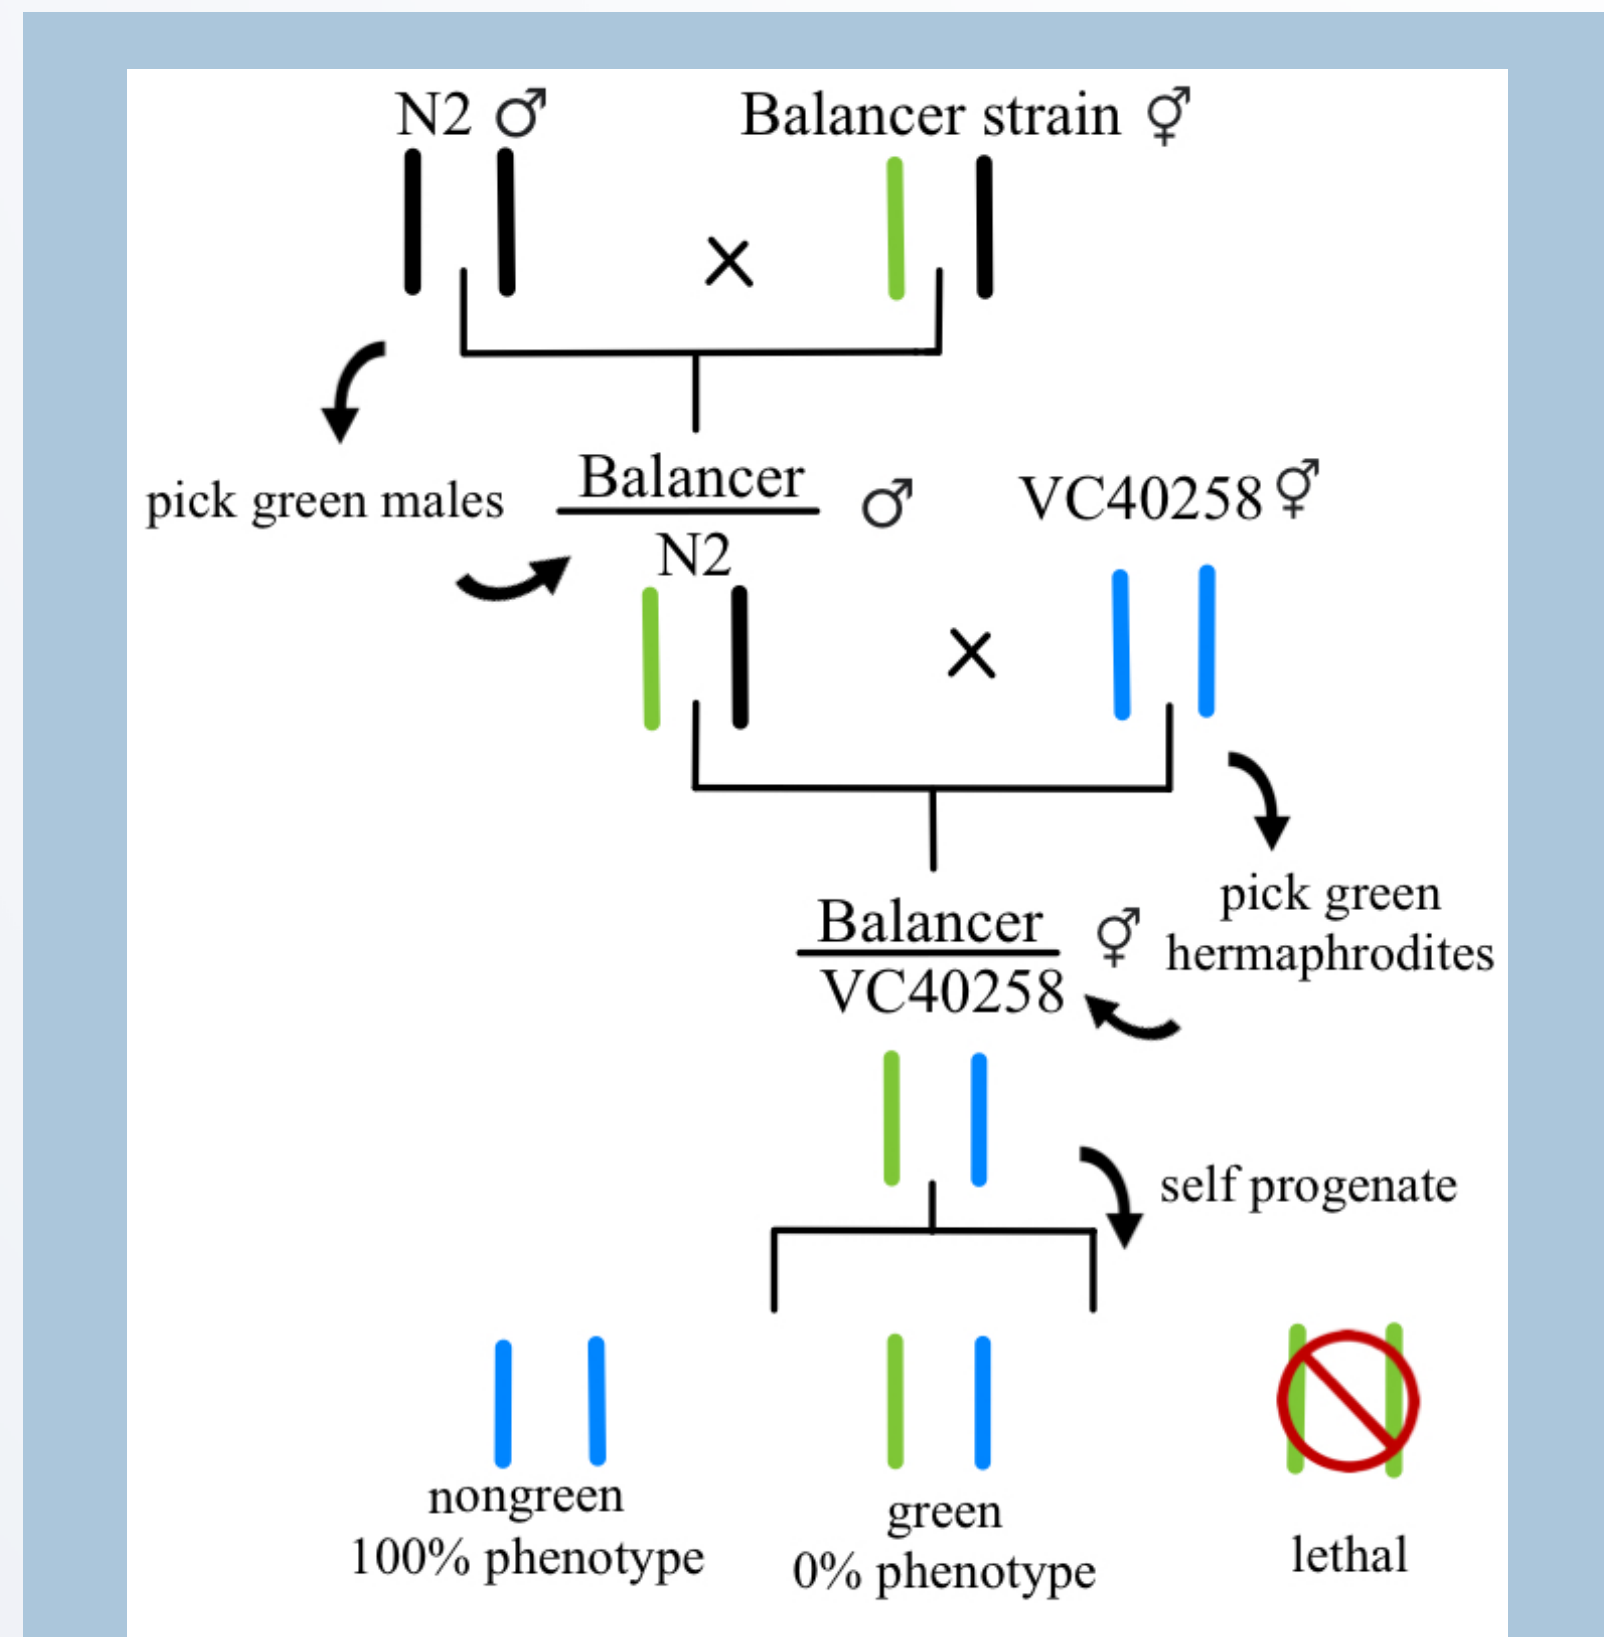 N2 ♂
Balancer strain ⚥
×
pick green males
Balancer
N2
♂
VC40258 ⚥
×
pick green
hermaphrodites
Balancer
VC40258
⚥
self progenate
nongreen
100% phenotype
green
0% phenotype
lethal